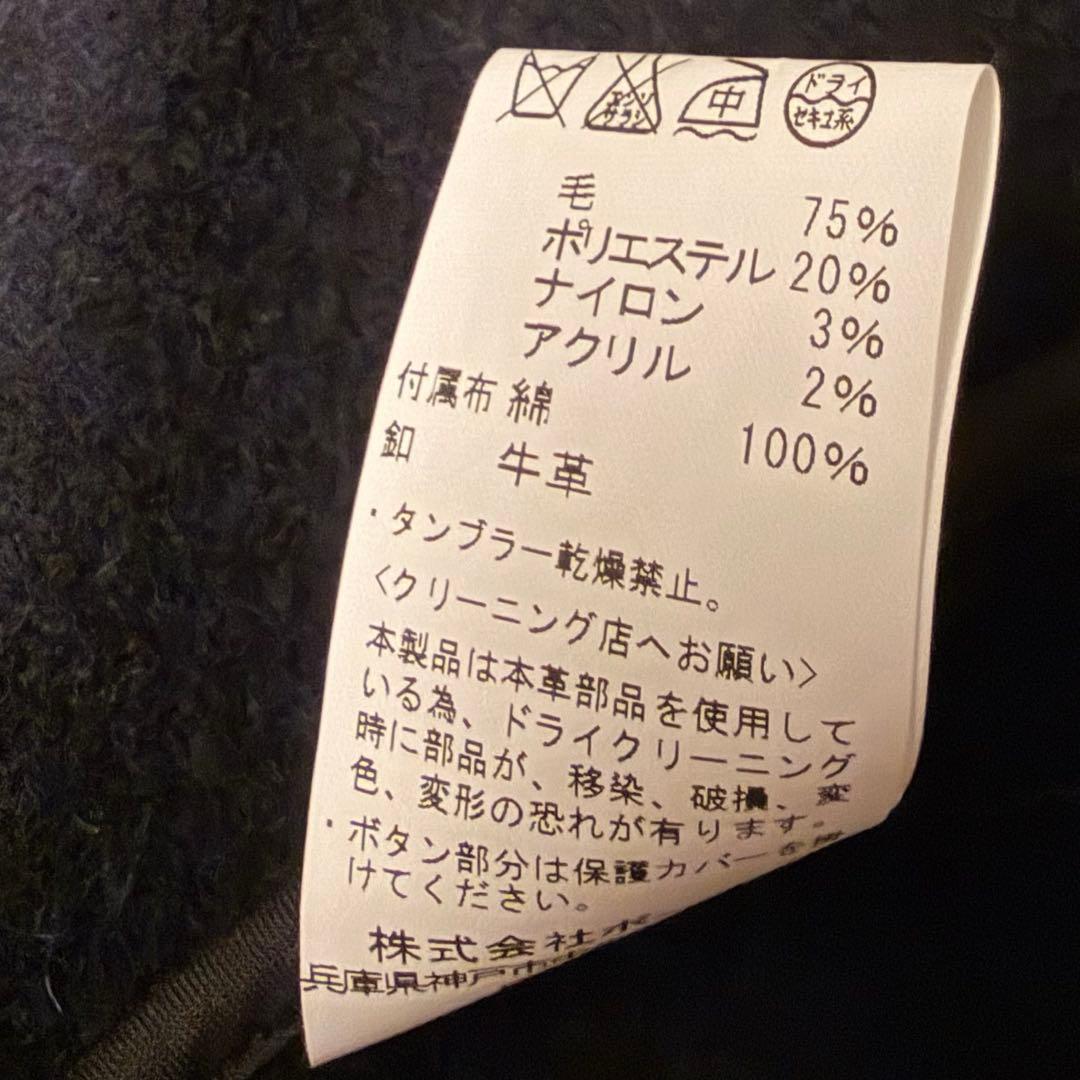 エンソ
サラシ
中
ドライ
セキユ系
毛 75%
ポリエステル 20%
ナイロン 3%
アクリル 2%
付属布 綿 100%
釦 牛革
・タンブラー乾燥禁止。
<クリーニング店へお願い>
本製品は本革部品を使用して
いる為、ドライクリーニング
時に部品が、移染、破損、変
色、変形の恐れが有ります。
・ボタン部分は保護カバーを
けてください。
株式会社
兵庫県神戸市